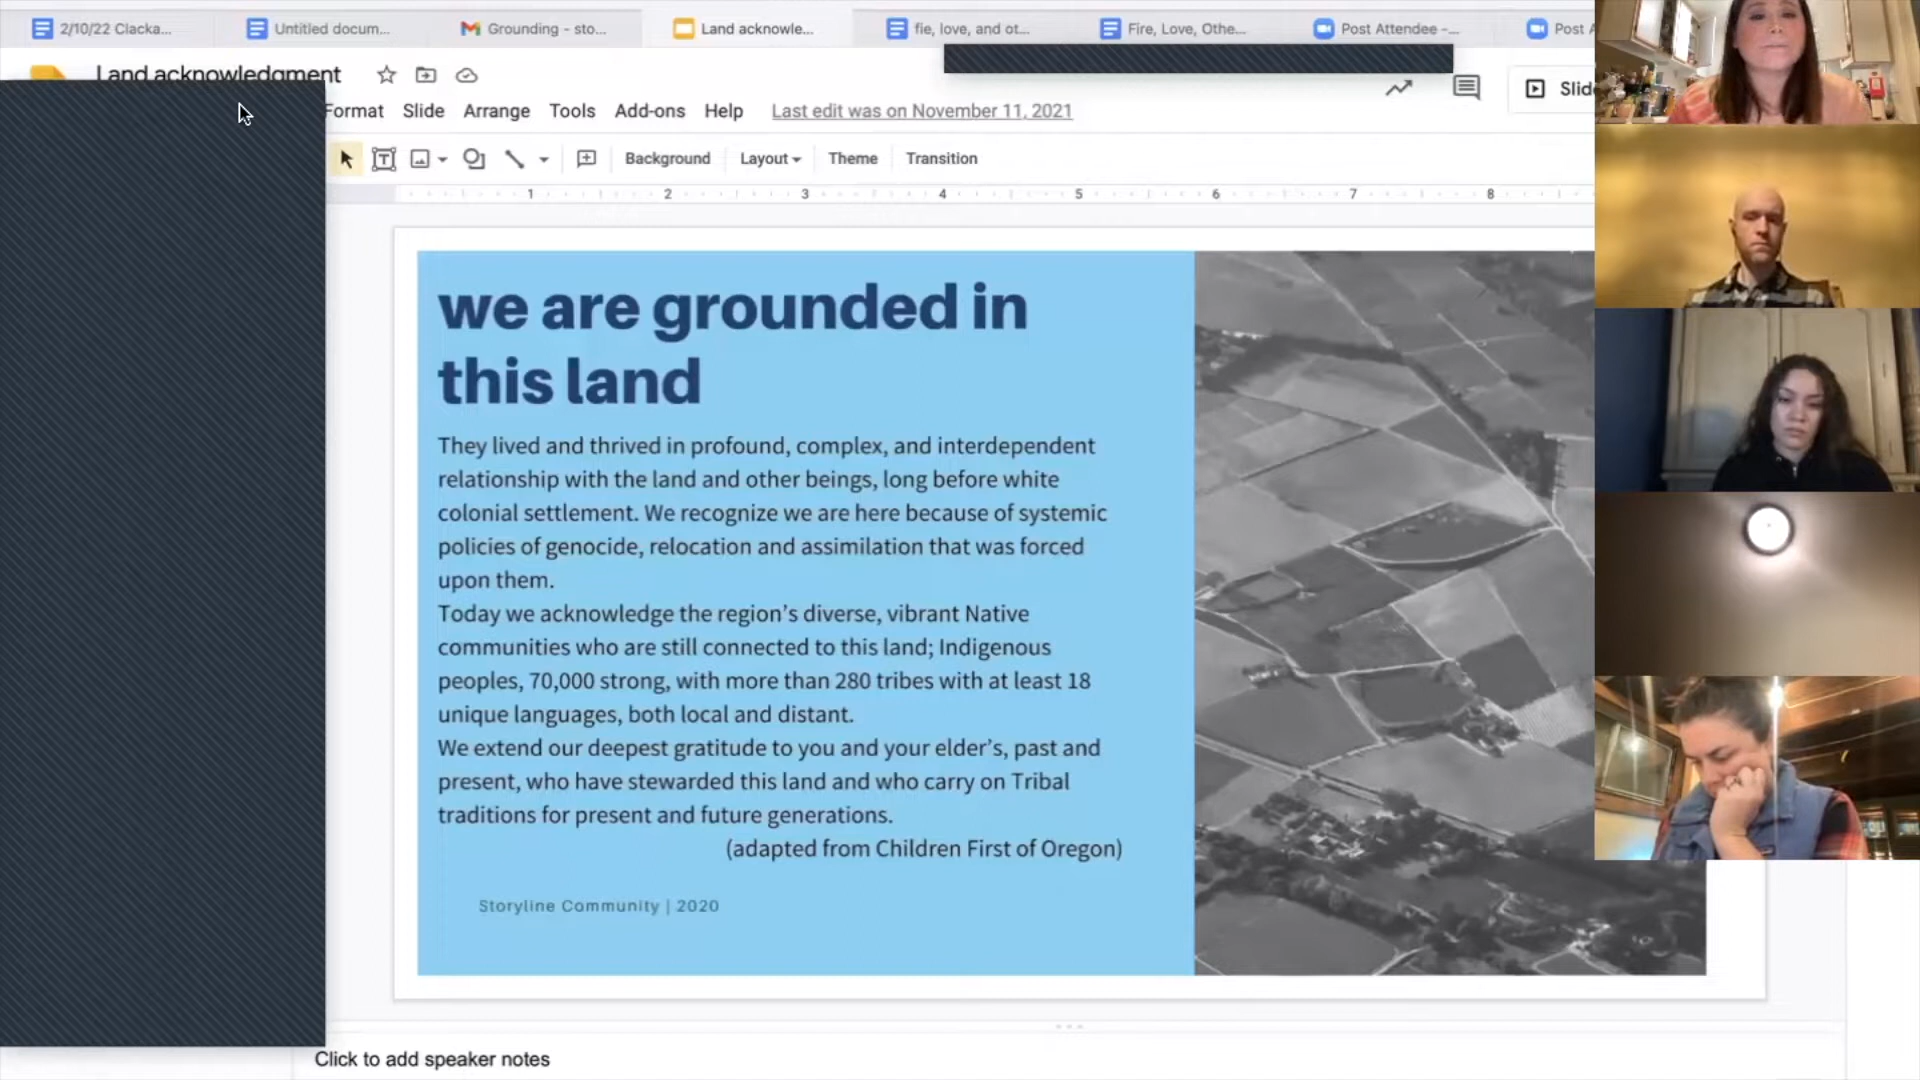 2/10/22 Clacka...
Untitled docum...
Grounding - sto...
Land acknowle...
fie, love, and ot...
Fire, Love, Othe...
Post Attendee -...
Post A
Land acknowledgment
Slid
Format
Slide
Arrange
Tools
Add-ons
Help
Last edit was on November 11, 2021
Background
Layout
Theme
Transition
1 2 3 4 5 6 7 8
we are grounded in
this land
They lived and thrived in profound, complex, and interdependent
relationship with the land and other beings, long before white
colonial settlement. We recognize we are here because of systemic
policies of genocide, relocation and assimilation that was forced
upon them.
Today we acknowledge the region’s diverse, vibrant Native
communities who are still connected to this land; Indigenous
peoples, 70,000 strong, with more than 280 tribes with at least 18
unique languages, both local and distant.
We extend our deepest gratitude to you and your elder’s, past and
present, who have stewarded this land and who carry on Tribal
traditions for present and future generations.
(adapted from Children First of Oregon)
Storyline Community | 2020
Click to add speaker notes